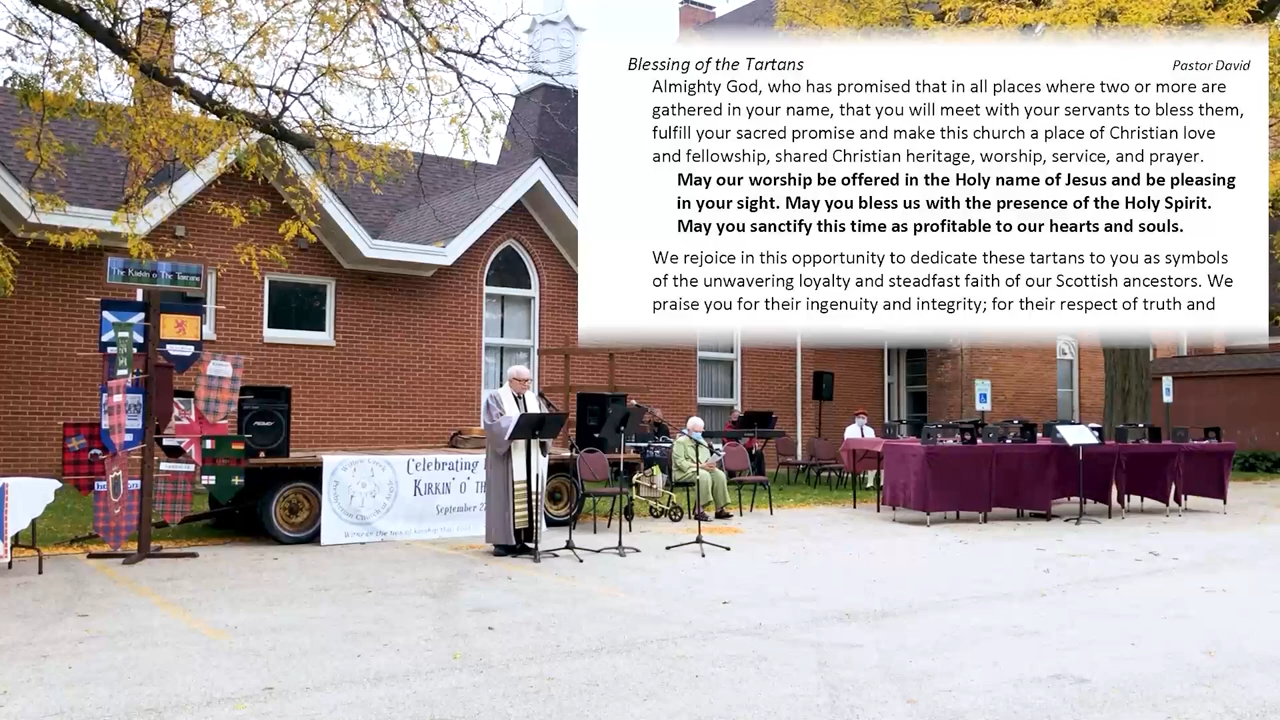 Blessing of the Tartans Pastor David
Almighty God, who has promised that in all places where two or more are
gathered in your name, that you will meet with your servants to bless them,
fulfill your sacred promise and make this church a place of Christian love
and fellowship, shared Christian heritage, worship, service, and prayer.
May our worship be offered in the Holy name of Jesus and be pleasing
in your sight. May you bless us with the presence of the Holy Spirit.
May you sanctify this time as profitable to our hearts and souls.
We rejoice in this opportunity to dedicate these tartans to you as symbols
of the unwavering loyalty and steadfast faith of our Scottish ancestors. We
praise you for their ingenuity and integrity; for their respect of truth and
The Kirkin o The Tartans
PEAVEY
Celebrating
Kirkin' o' th
September 27
Willow Creek
Presbyterian Church